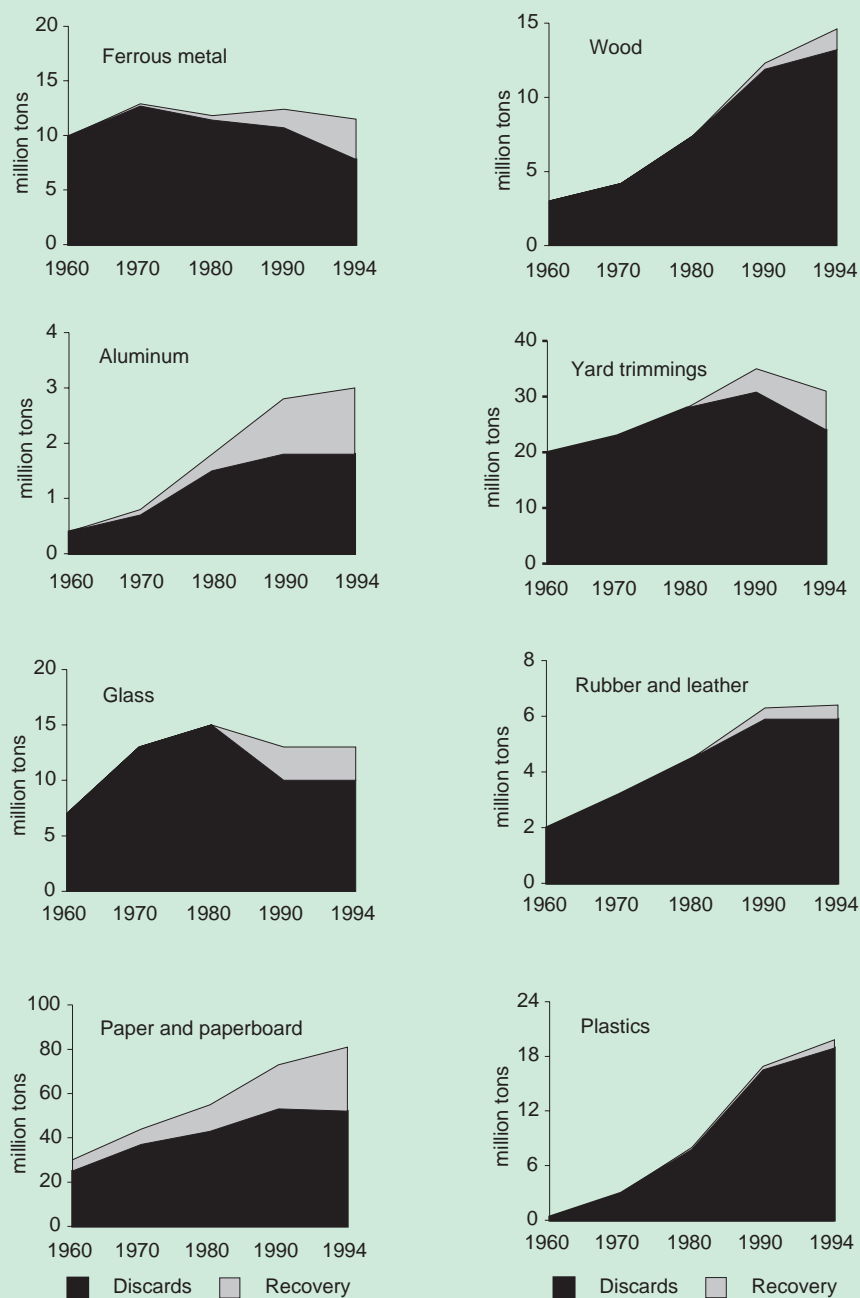 Ferrous metal
million tons
20
15
10
5
0
1960 1970 1980 1990 1994
Wood
million tons
15
10
5
0
1960 1970 1980 1990 1994
Aluminum
million tons
4
3
2
1
0
1960 1970 1980 1990 1994
Yard trimmings
million tons
40
30
20
10
0
1960 1970 1980 1990 1994
Glass
million tons
20
15
10
5
0
1960 1970 1980 1990 1994
Rubber and leather
million tons
8
6
4
2
0
1960 1970 1980 1990 1994
Paper and paperboard
million tons
100
80
60
40
20
0
1960 1970 1980 1990 1994
Plastics
million tons
24
18
12
6
0
1960 1970 1980 1990 1994
Discards Recovery
Discards Recovery